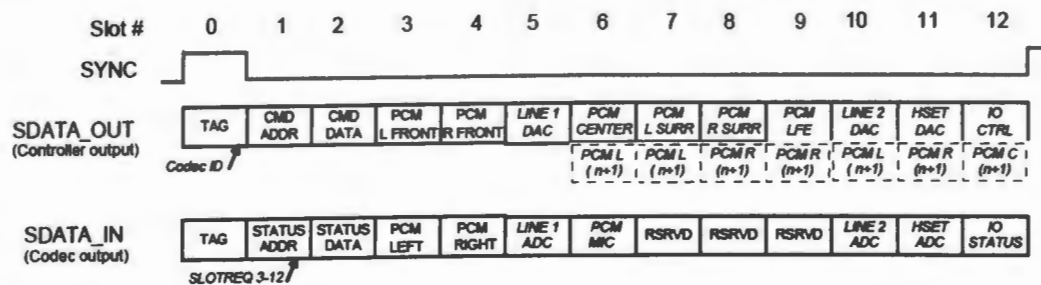 Slot # 0 1 2 3 4 5 6 7 8 9 10 11 12
SYNC
SDATA_OUT
(Controller output)
TAG
CMD ADDR
CMD DATA
PCM L FRONT
PCM R FRONT
LINE 1 DAC
PCM CENTER
PCM L SURR
PCM R SURR
PCM LFE
LINE 2 DAC
HSET DAC
IO CTRL
Codec ID
PCM L (n+1)
PCM L (n+1)
PCM R (n+1)
PCM R (n+1)
PCM L (n+1)
PCM R (n+1)
PCM C (n+1)
SDATA_IN
(Codec output)
TAG
STATUS ADDR
STATUS DATA
PCM LEFT
PCM RIGHT
LINE 1 ADC
PCM MIC
RSRVD
RSRVD
RSRVD
LINE 2 ADC
HSET ADC
IO STATUS
SLOTREQ 3-12